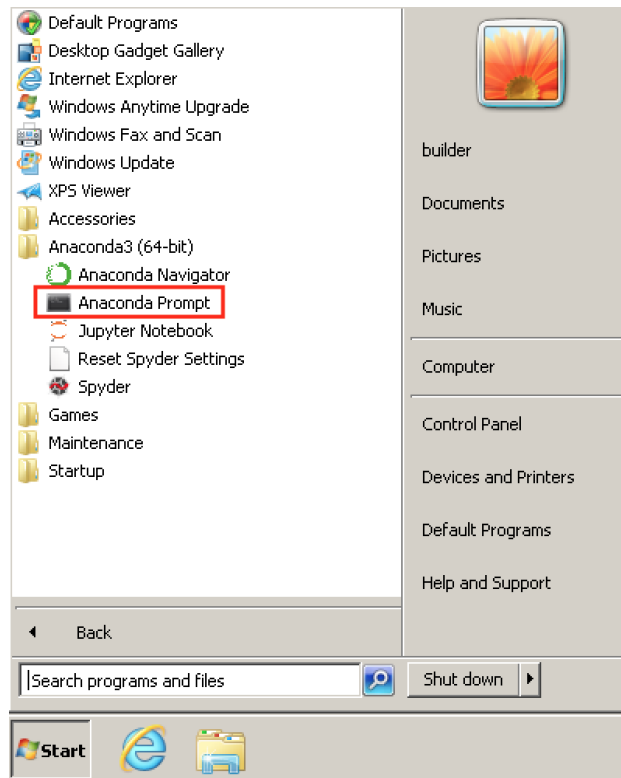 Default Programs
Desktop Gadget Gallery
Internet Explorer
Windows Anytime Upgrade
Windows Fax and Scan
Windows Update
XPS Viewer
Accessories
Anaconda3 (64-bit)
Anaconda Navigator
Anaconda Prompt
Jupyter Notebook
Reset Spyder Settings
Spyder
Games
Maintenance
Startup
Back
Search programs and files
builder
Documents
Pictures
Music
Computer
Control Panel
Devices and Printers
Default Programs
Help and Support
Shut down
Start